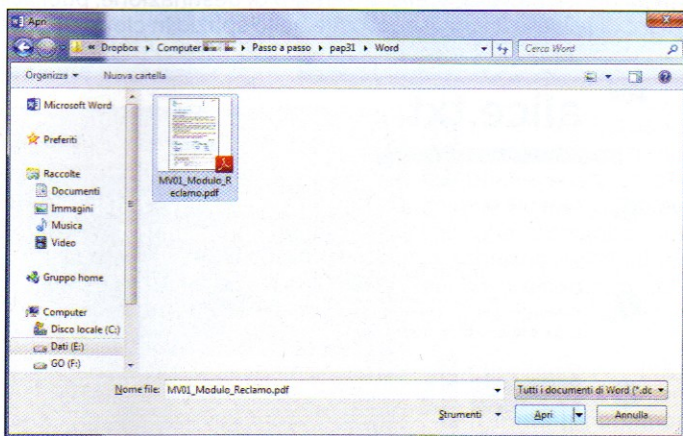 Apri
« Dropbox ▸ Computer ▸ Passo a passo ▸ pap31 ▸ Word
Cerca Word
Organizza
Nuova cartella
Microsoft Word
Preferiti
Raccolte
Documenti
Immagini
Musica
Video
Gruppo home
Computer
Disco locale (C:)
Dati (E:)
GO (F:)
MV01_Modulo_R
eclamo.pdf
Nome file: MV01_Modulo_Reclamo.pdf
Tutti i documenti di Word (*.dc
Strumenti
Apri
Annulla